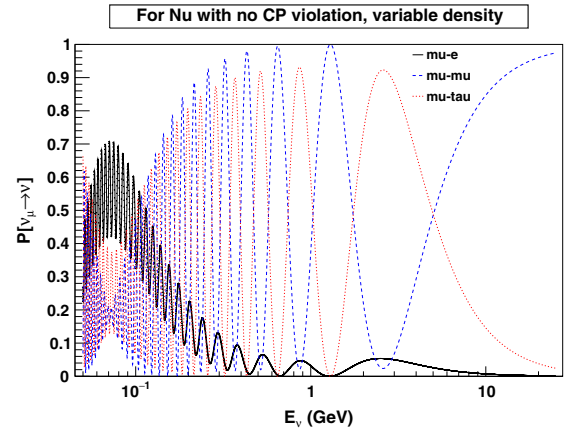 For Nu with no CP violation, variable density
P[νμ→ν]
1
0.9
0.8
0.7
0.6
0.5
0.4
0.3
0.2
0.1
0
mu-e
mu-mu
mu-tau
10⁻¹
1
10
Eν (GeV)